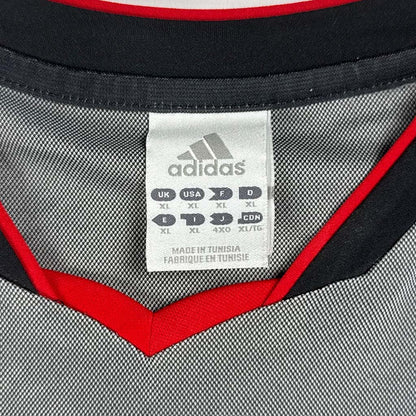 adidas
UK USA F D
XL XL XL XL
E I J CDN
XL XL 4XO XL/TG
MADE IN TUNISIA
FABRIQUE EN TUNISIE